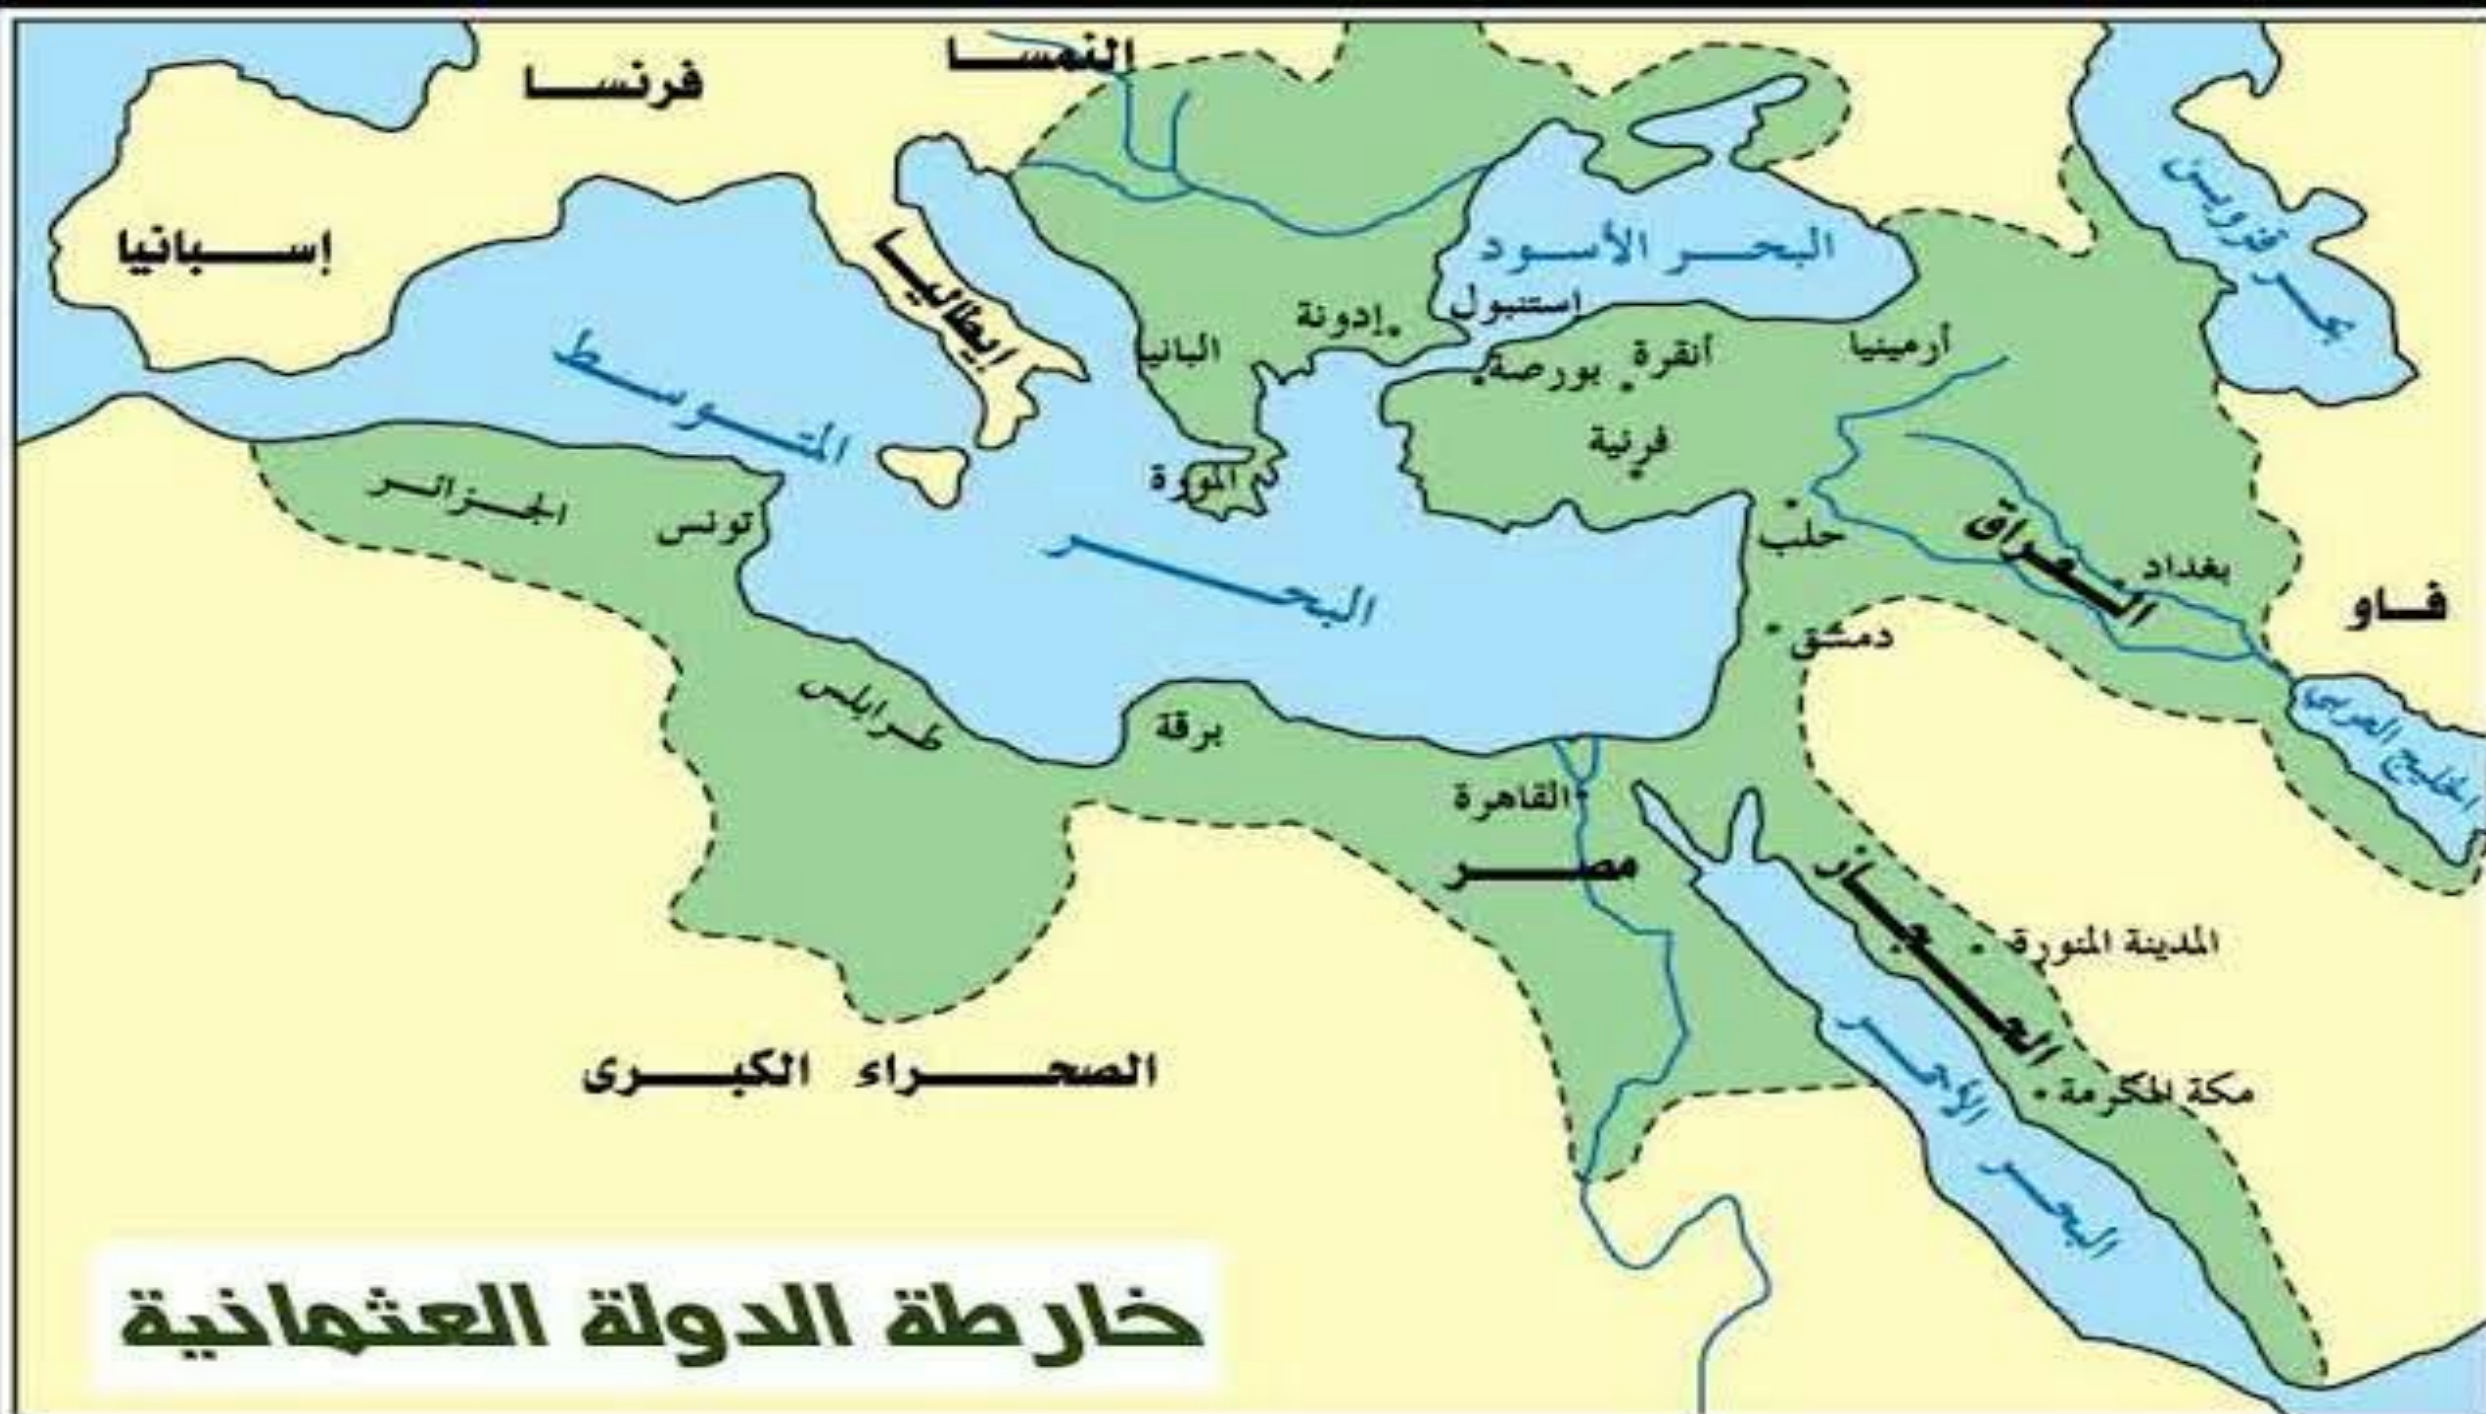 النمسا
فرنسا
إسبانيا
إيطاليا
بحر قزوين
البحر الأسود
استنبول
إدونة
البانيا
أنقرة
بورصة
أرمينيا
فرنية
المورة
البحر
المتوسط
الجزائر
تونس
طرابلس
برقة
حلب
العراق
بغداد
دمشق
فاو
الخليج العربي
القاهرة
مصر
الحجاز
المدينة المنورة
مكة المكرمة
البحر الأحمر
الصحراء الكبرى
خارطة الدولة العثمانية